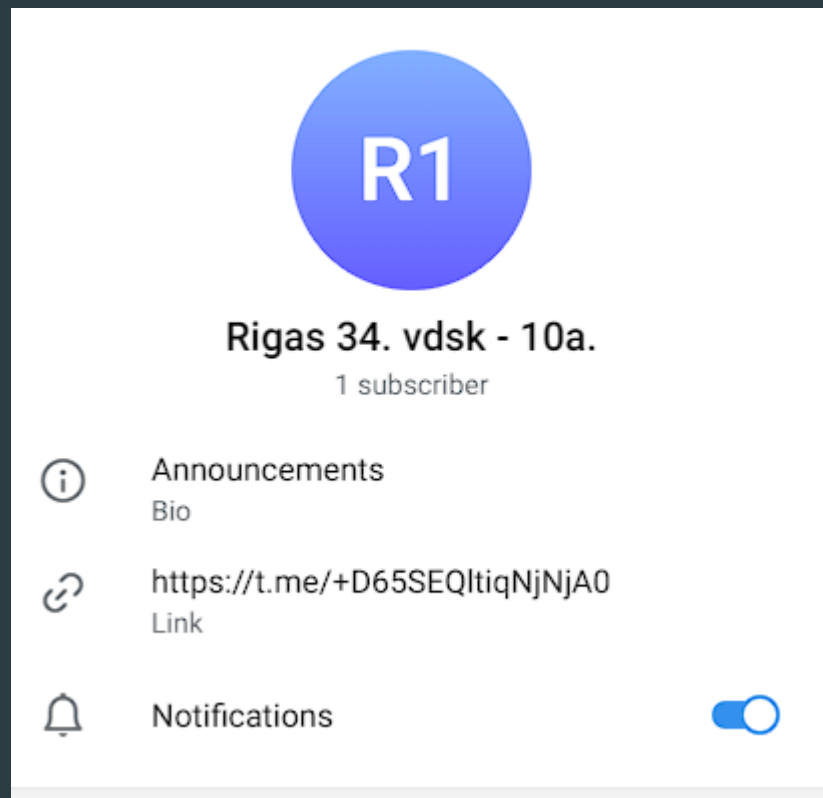 R1
Rigas 34. vdsk - 10a.
1 subscriber
Announcements
Bio
https://t.me/+D65SEQltiqNjNjA0
Link
Notifications